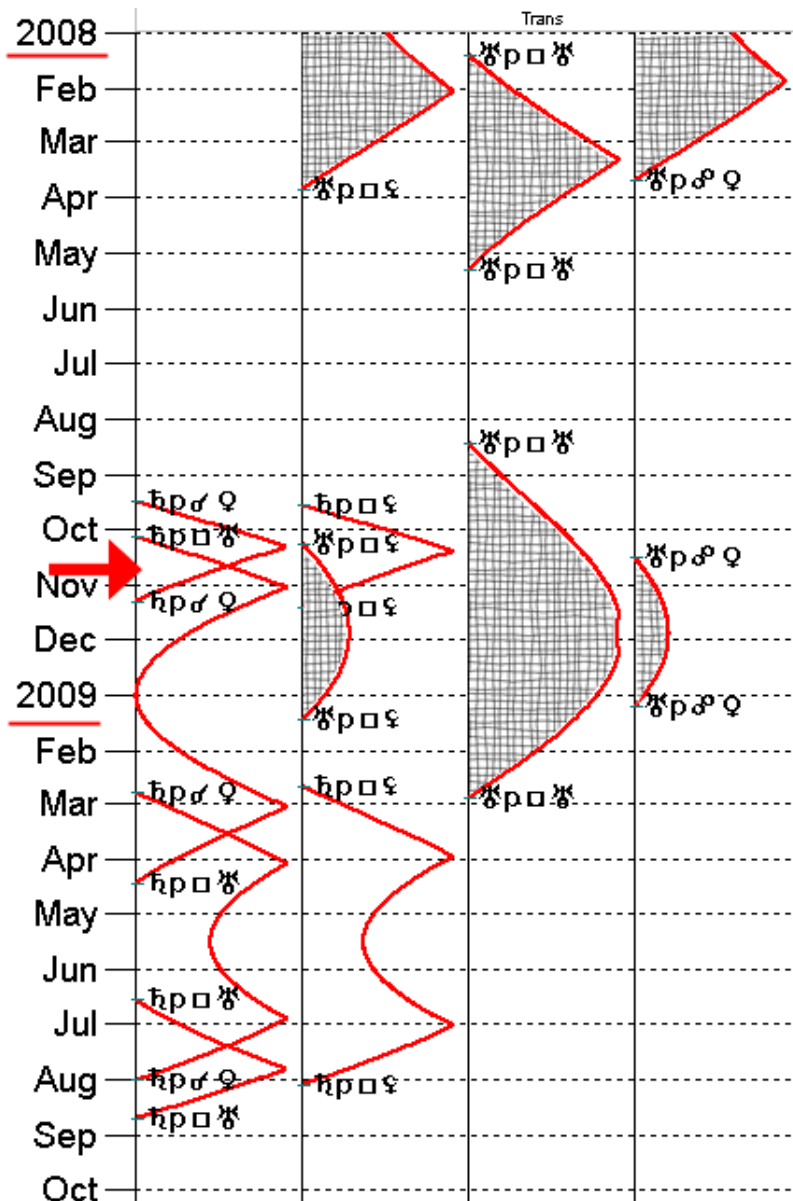 Trans
2008
♅p□♅
Feb
Mar
♅p☍♀
♅p□⚸
Apr
May
♅p□♅
Jun
Jul
Aug
♅p□♅
Sep
♄p☌♀
♄p□⚸
Oct
♄p□♅
♅p□⚸
♅p☍♀
Nov
♄p☌♀
□⚸
Dec
2009
♅p☍♀
♅p□⚸
Feb
♄p□⚸
♄p☌♀
♅p□♅
Mar
Apr
♄p□♅
May
Jun
♄p□♅
Jul
Aug
♄p☌♀
♄p□⚸
♄p□♅
Sep
Oct